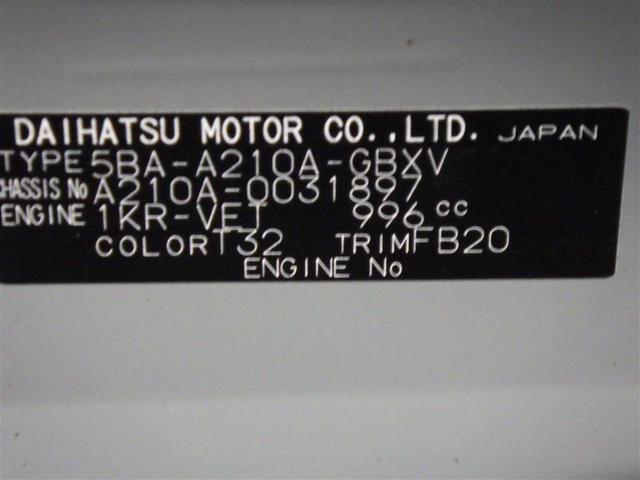 DAIHATSU MOTOR CO.,LTD. JAPAN
TYPE 5BA-A210A-GBXV
CHASSIS No A210A-0031897
ENGINE 1KR-VET 996 cc
COLOR T32 TRIM FB20
ENGINE No